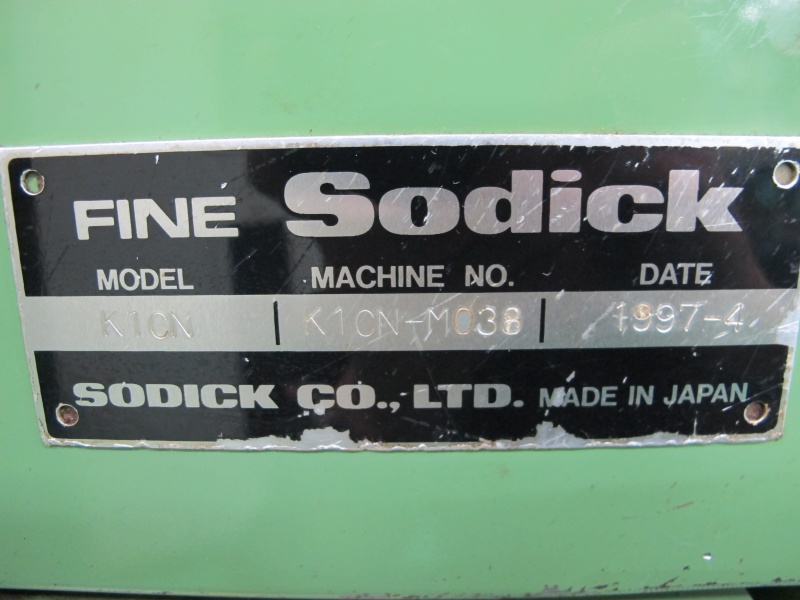 FINE Sodick
MODEL MACHINE NO. DATE
K1CN K1CN-M038 1997-4
SODICK CO., LTD. MADE IN JAPAN